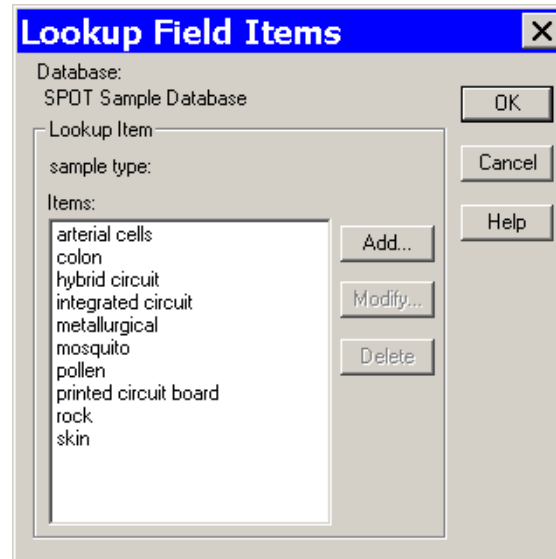 Lookup Field Items
Database:
SPOT Sample Database
OK
Lookup Item
sample type:
Cancel
Items:
Help
arterial cells
colon
hybrid circuit
integrated circuit
metallurgical
mosquito
pollen
printed circuit board
rock
skin
Add...
Modify...
Delete